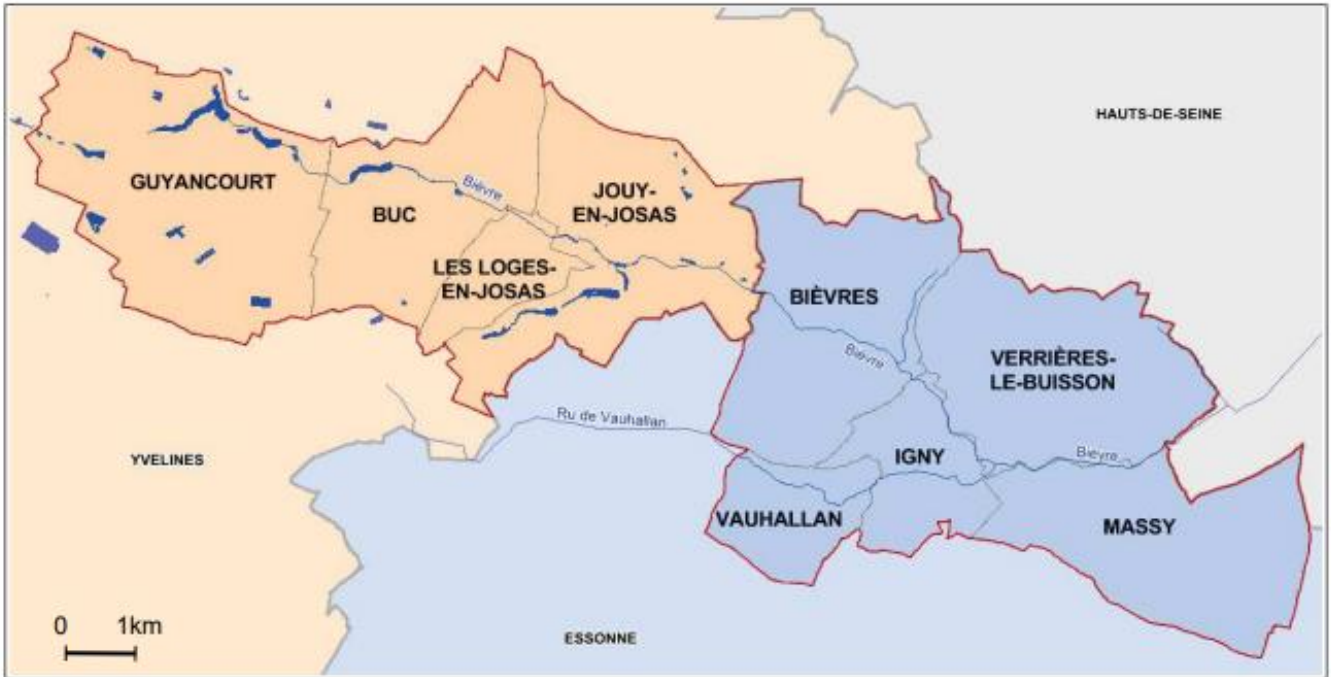 HAUTS-DE-SEINE
GUYANCOURT
Bièvre
JOUY-
EN-JOSAS
BUC
LES LOGES-
EN-JOSAS
BIÈVRES
Bièvre
VERRIÈRES-
LE-BUISSON
Ru de Vauhallan
YVELINES
IGNY
Bièvre
VAUHALLAN
MASSY
0 1km
ESSONNE